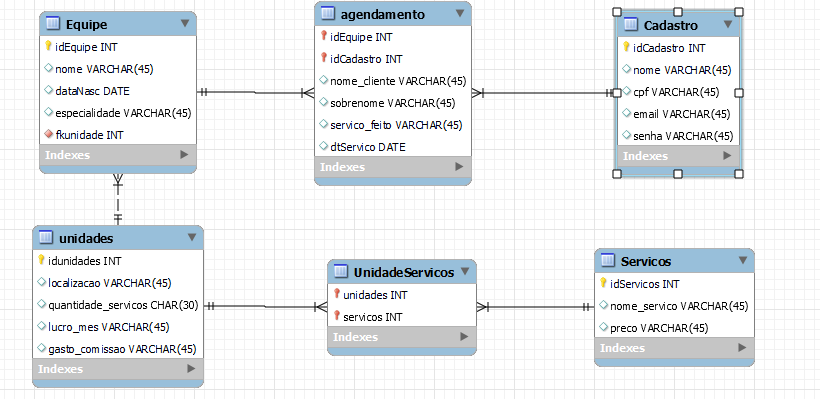 Equipe
idEquipe INT
nome VARCHAR(45)
dataNasc DATE
especialidade VARCHAR(45)
fkunidade INT
Indexes
agendamento
idEquipe INT
idCadastro INT
nome_cliente VARCHAR(45)
sobrenome VARCHAR(45)
servico_feito VARCHAR(45)
dtServico DATE
Indexes
Cadastro
idCadastro INT
nome VARCHAR(45)
cpf VARCHAR(45)
email VARCHAR(45)
senha VARCHAR(45)
Indexes
unidades
idunidades INT
localizacao VARCHAR(45)
quantidade_servicos CHAR(30)
lucro_mes VARCHAR(45)
gasto_comissao VARCHAR(45)
Indexes
UnidadeServicos
unidades INT
servicos INT
Indexes
Servicos
idServicos INT
nome_servico VARCHAR(45)
preco VARCHAR(45)
Indexes